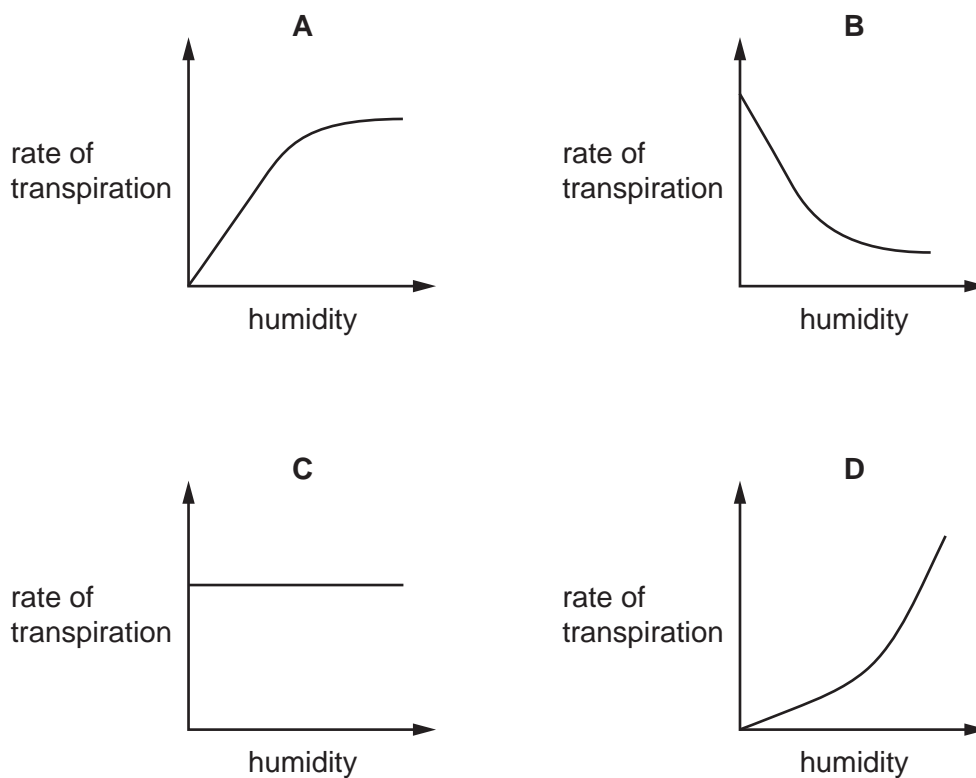 A
rate of
transpiration
humidity
B
rate of
transpiration
humidity
C
rate of
transpiration
humidity
D
rate of
transpiration
humidity